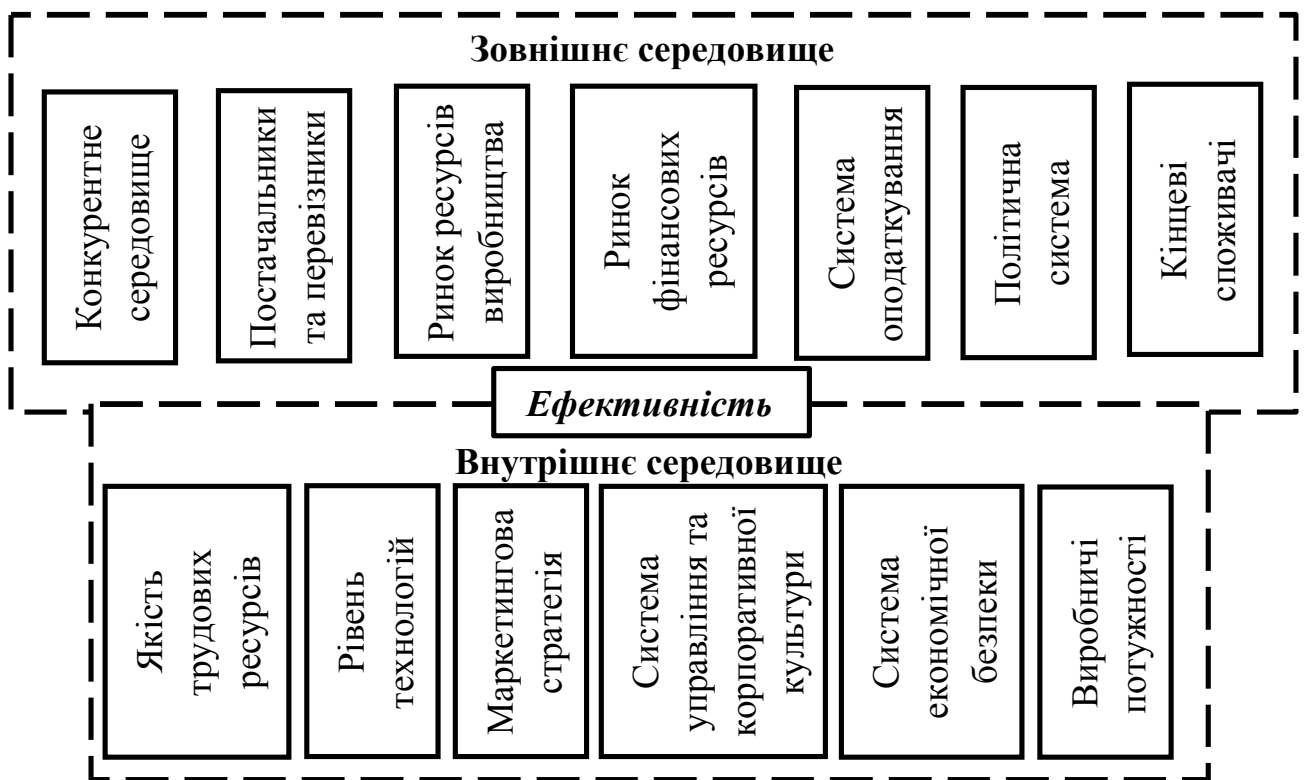 Зовнішнє середовище
Конкурентне
середовище
Постачальники
та перевізники
Ринок ресурсів
виробництва
Ринок
фінансових
ресурсів
Система
оподаткування
Політична
система
Кінцеві
споживачі
Ефективність
Внутрішнє середовище
Якість
трудових
ресурсів
Рівень
технологій
Маркетингова
стратегія
Система
управління та
корпоративної
культури
Система
економічної
безпеки
Виробничі
потужності